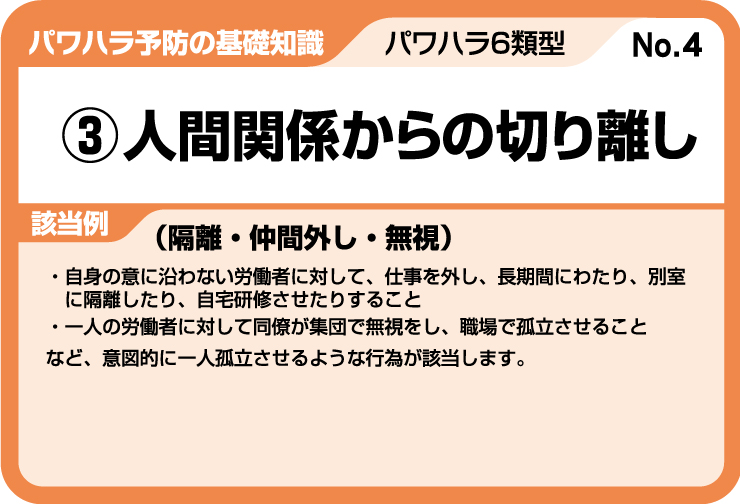 パワハラ予防の基礎知識 パワハラ6類型 No.4
③人間関係からの切り離し
該当例 （隔離・仲間外し・無視）
・自身の意に沿わない労働者に対して、仕事を外し、長期間にわたり、別室
に隔離したり、自宅研修させたりすること
・一人の労働者に対して同僚が集団で無視をし、職場で孤立させること
など、意図的に一人孤立させるような行為が該当します。